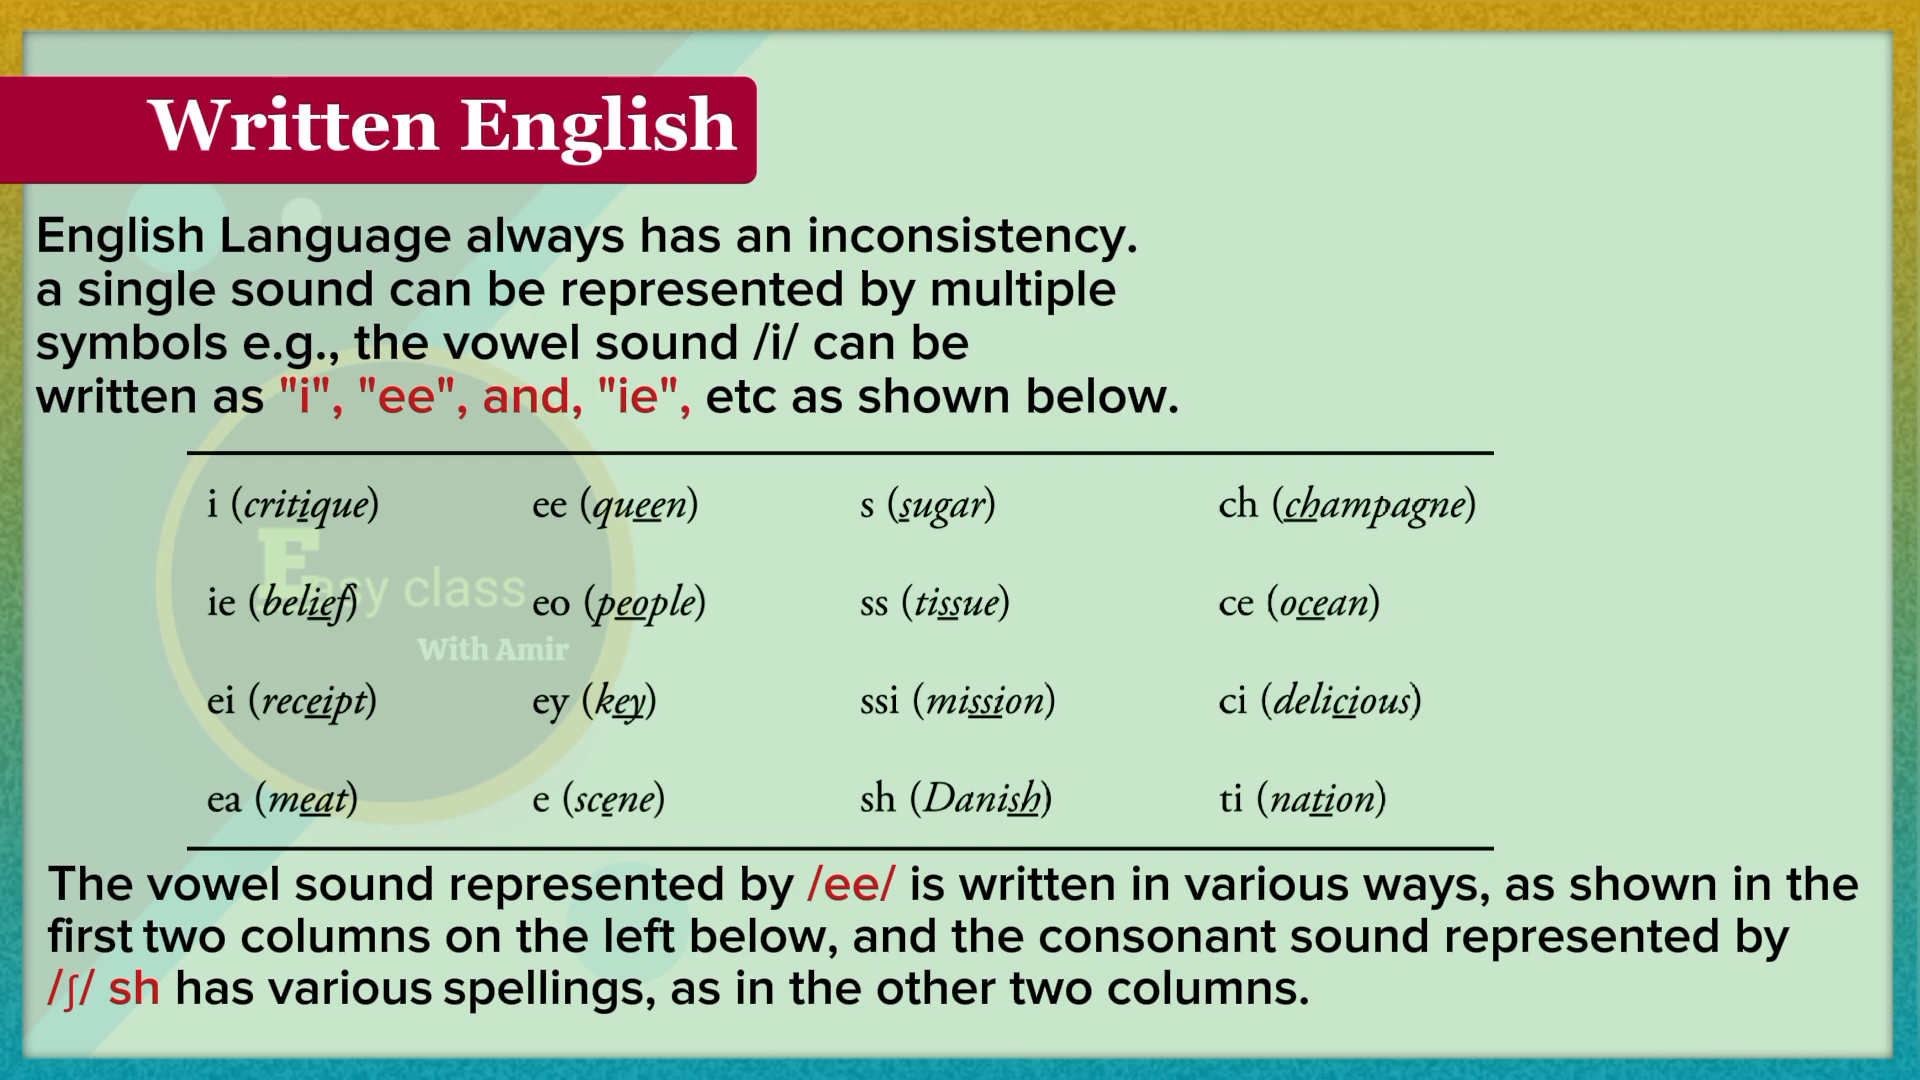 Written English
English Language always has an inconsistency.
a single sound can be represented by multiple
symbols e.g., the vowel sound /i/ can be
written as "i", "ee", and, "ie", etc as shown below.
i (critique) ee (queen) s (sugar) ch (champagne)
ie (belief) eo (people) ss (tissue) ce (ocean)
ei (receipt) ey (key) ssi (mission) ci (delicious)
ea (meat) e (scene) sh (Danish) ti (nation)
Easy class
With Amir
The vowel sound represented by /ee/ is written in various ways, as shown in the
first two columns on the left below, and the consonant sound represented by
/ʃ/ sh has various spellings, as in the other two columns.